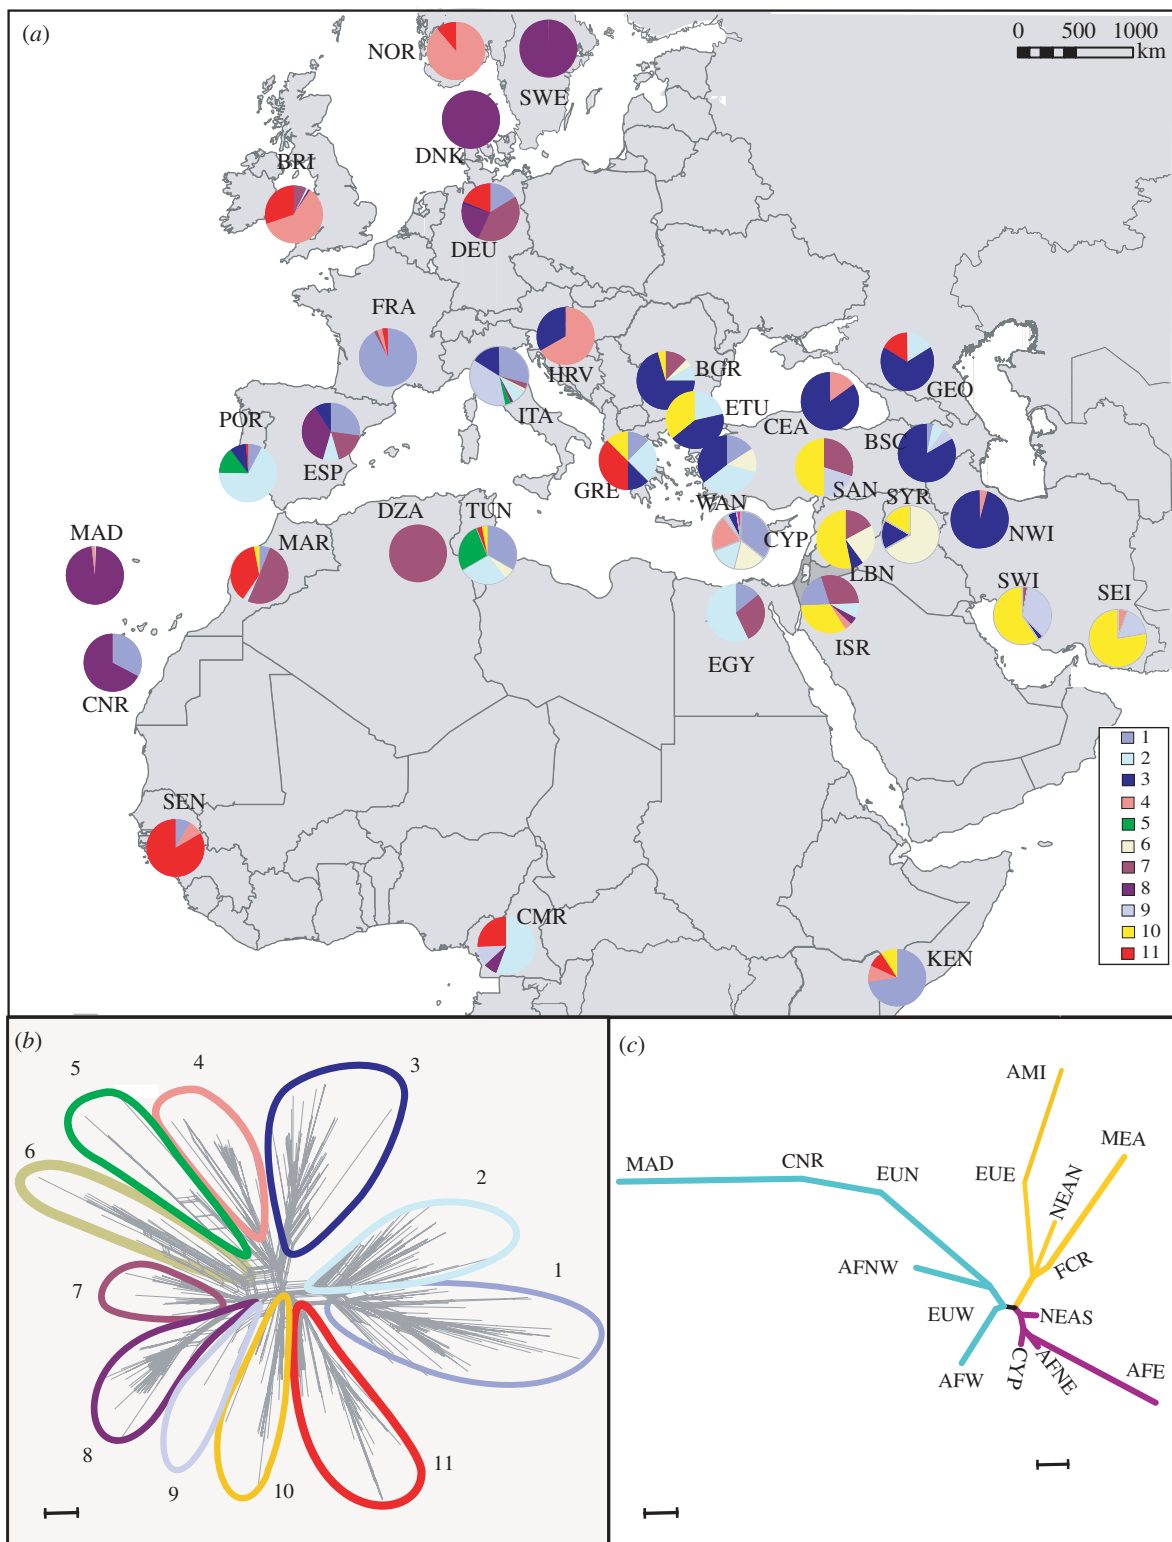 (a)
0 500 1000
km
NOR
SWE
DNK
BRI
DEU
FRA
HRV
ITA
BGR
ETU
CEA
GEO
BSC
POR
ESP
GRE
WAN
SAN
SYR
NWI
MAD
MAR
DZA
TUN
CYP
LBN
SWI
SEI
CNR
EGY
ISR
SEN
CMR
KEN
1
2
3
4
5
6
7
8
9
10
11
(b)
5
4
3
6
2
7
1
8
9
10
11
(c)
AMI
MEA
MAD
CNR
EUN
EUE
NEAN
AFNW
FCR
EUW
NEAS
AFW
CYP
AFNE
AFE